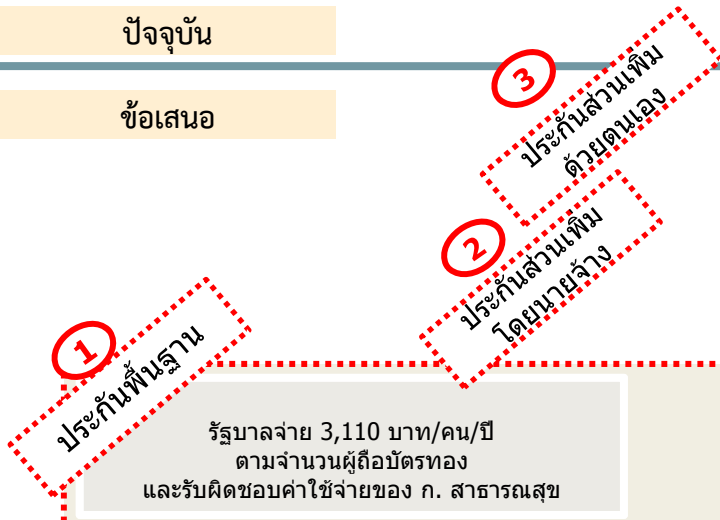 ปัจจุบัน
ข้อเสนอ
3
ประกันส่วนเพิ่ม
ด้วยตนเอง
2
ประกันส่วนเพิ่ม
โดยนายจ้าง
1
ประกันพื้นฐาน
รัฐบาลจ่าย 3,110 บาท/คน/ปี
ตามจำนวนผู้ถือบัตรทอง
และรับผิดชอบค่าใช้จ่ายของ ก. สาธารณสุข